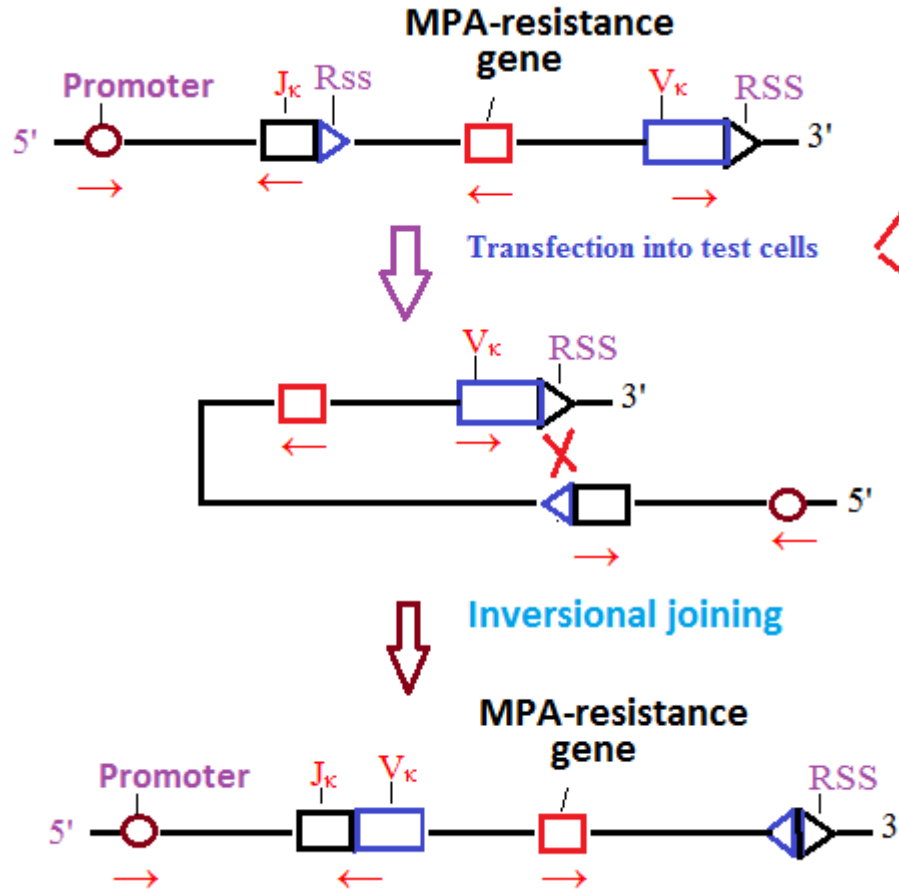 MPA-resistance
gene
Promoter
Jκ
Rss
Vκ
RSS
5'
3'
Transfection into test cells
Vκ
RSS
3'
5'
Inversional joining
MPA-resistance
gene
Promoter
Jκ
Vκ
RSS
5'
3